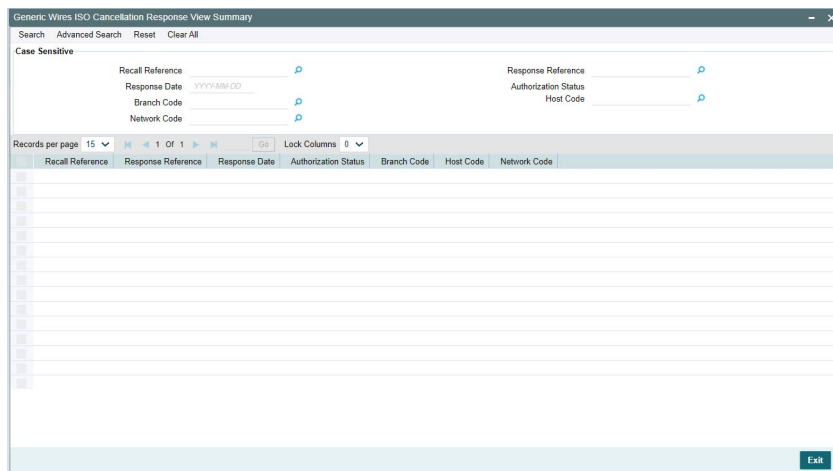 Generic Wires ISO Cancellation Response View Summary
Search Advanced Search Reset Clear All
Case Sensitive
Recall Reference
Response Reference
Response Date YYYY-MM-DD
Authorization Status
Branch Code
Host Code
Network Code
Records per page 15 1 Of 1 Go Lock Columns 0
Recall Reference Response Reference Response Date Authorization Status Branch Code Host Code Network Code
Exit